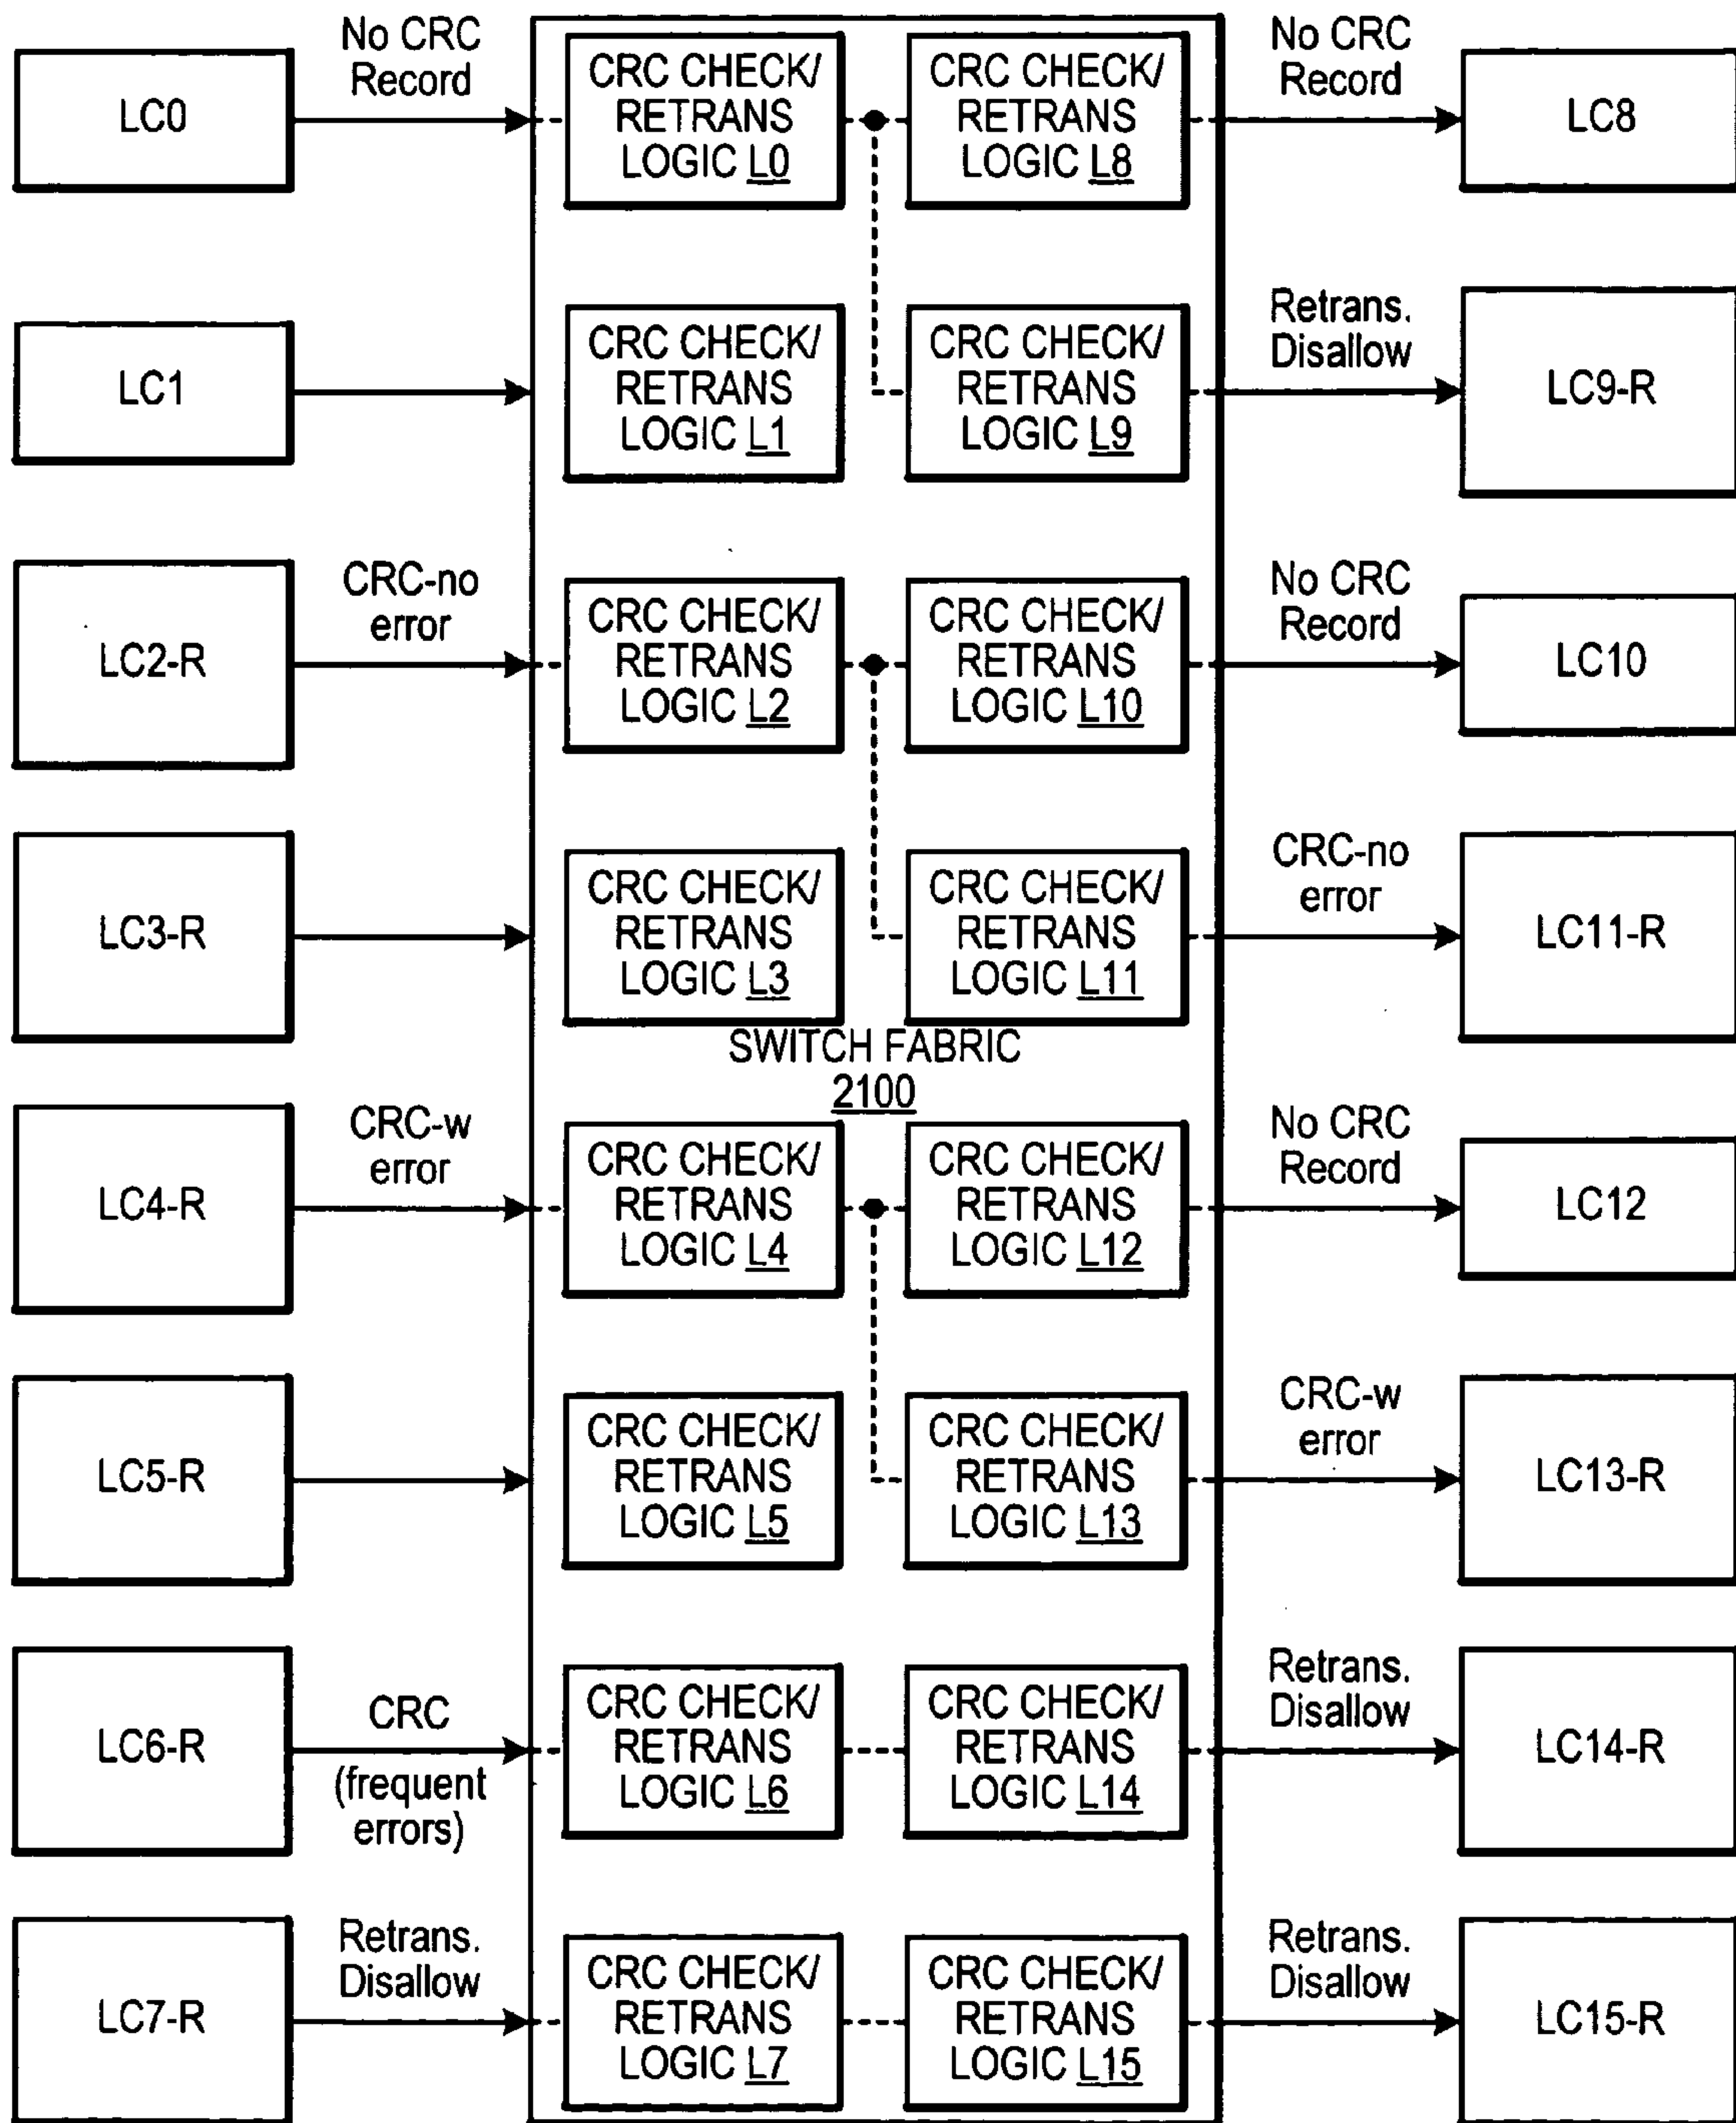 No CRC
Record
LC0
CRC CHECK/
RETRANS
LOGIC L0
CRC CHECK/
RETRANS
LOGIC L8
No CRC
Record
LC8
LC1
CRC CHECK/
RETRANS
LOGIC L1
CRC CHECK/
RETRANS
LOGIC L9
Retrans.
Disallow
LC9-R
LC2-R
CRC-no
error
CRC CHECK/
RETRANS
LOGIC L2
CRC CHECK/
RETRANS
LOGIC L10
No CRC
Record
LC10
LC3-R
CRC CHECK/
RETRANS
LOGIC L3
CRC CHECK/
RETRANS
LOGIC L11
CRC-no
error
LC11-R
SWITCH FABRIC
2100
LC4-R
CRC-w
error
CRC CHECK/
RETRANS
LOGIC L4
CRC CHECK/
RETRANS
LOGIC L12
No CRC
Record
LC12
LC5-R
CRC CHECK/
RETRANS
LOGIC L5
CRC CHECK/
RETRANS
LOGIC L13
CRC-w
error
LC13-R
LC6-R
CRC
(frequent
errors)
CRC CHECK/
RETRANS
LOGIC L6
CRC CHECK/
RETRANS
LOGIC L14
Retrans.
Disallow
LC14-R
LC7-R
Retrans.
Disallow
CRC CHECK/
RETRANS
LOGIC L7
CRC CHECK/
RETRANS
LOGIC L15
Retrans.
Disallow
LC15-R